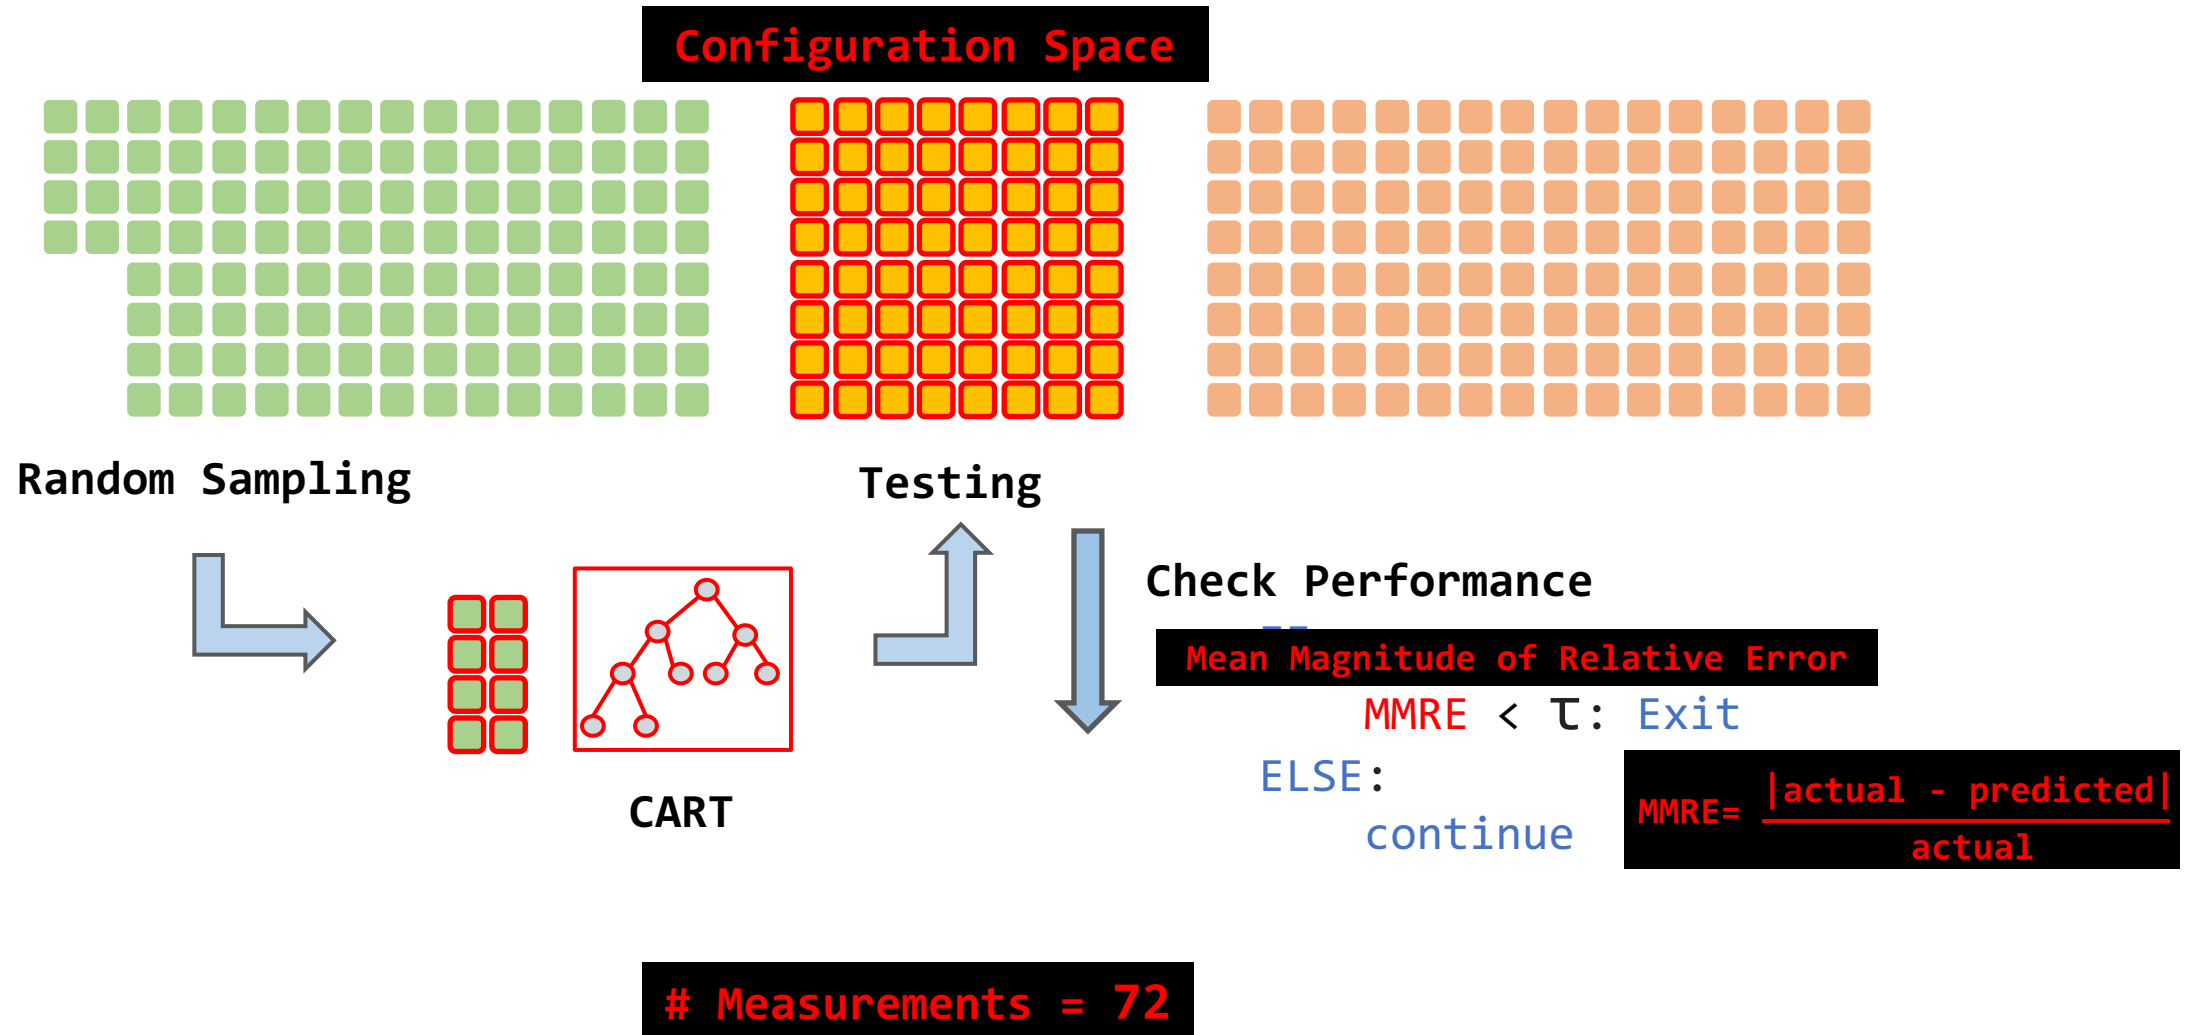 Configuration Space
Random Sampling
Testing
Check Performance
Mean Magnitude of Relative Error
MMRE < τ: Exit
ELSE:
continue
CART
MMRE= |actual - predicted|
actual
# Measurements = 72